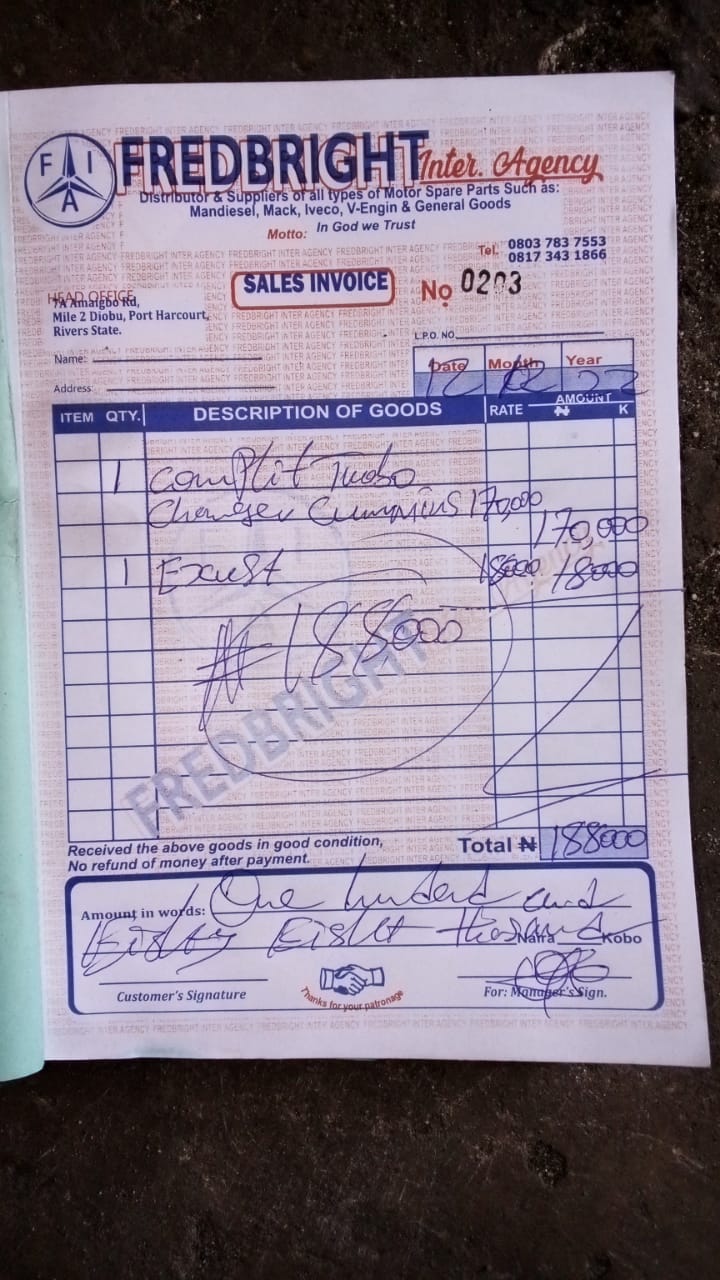 F I A
FREDBRIGHT Inter. Agency
Distributor & Suppliers of all types of Motor Spare Parts Such as:
Mandiesel, Mack, Iveco, V-Engin & General Goods
Motto: In God we Trust
Tel. 0803 783 7553
0817 343 1866
SALES INVOICE
No 0203
HEAD OFFICE
7A Amaigbo Rd,
Mile 2 Diobu, Port Harcourt,
Rivers State.
L.P.O. NO.
Name:
Address:
Date Month Year
12 22
ITEM QTY. DESCRIPTION OF GOODS RATE AMOUNT ₦ K
1 Complit Turbo
Changer Cummins 170,000
170,000
1 Exust 18000 18000
₦188000
FREDBRIGHT
Received the above goods in good condition,
No refund of money after payment.
Total ₦ 188000
Amount in words: One hundred and
Eighty Eight thousand Naira Kobo
Customer's Signature
Thanks for your patronage
For: Manager's Sign.